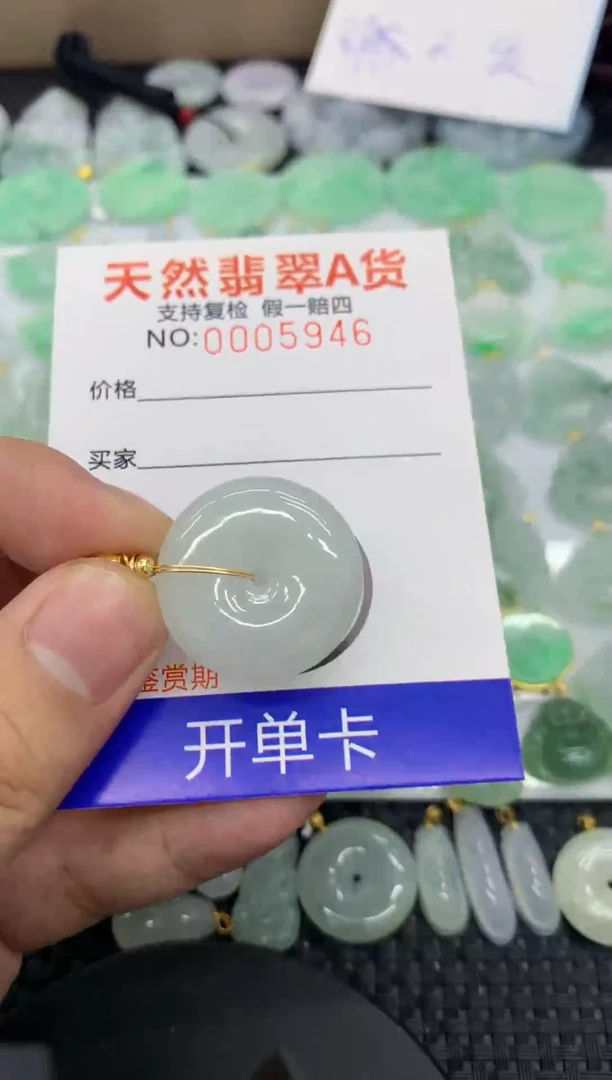 天然翡翠A货
支持复检 假一赔四
NO:0005946
价格
买家
鉴赏期
开单卡